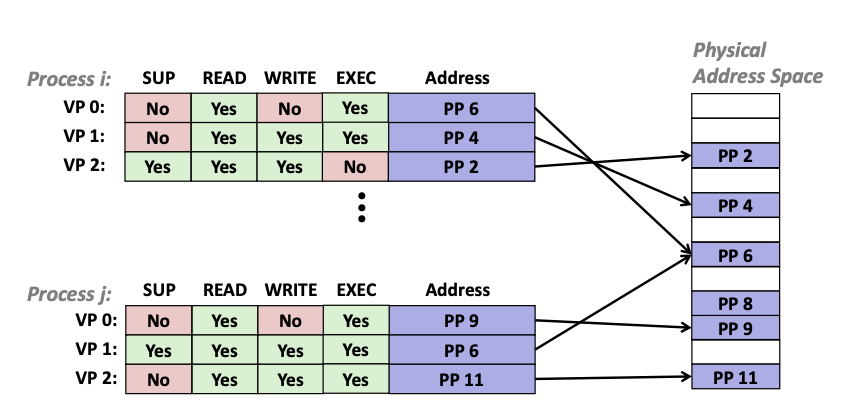 Physical
Address Space
Process i: SUP READ WRITE EXEC Address
VP 0: No Yes No Yes PP 6
VP 1: No Yes Yes Yes PP 4
VP 2: Yes Yes Yes No PP 2
Process j: SUP READ WRITE EXEC Address
VP 0: No Yes No Yes PP 9
VP 1: Yes Yes Yes Yes PP 6
VP 2: No Yes Yes Yes PP 11
PP 2
PP 4
PP 6
PP 8
PP 9
PP 11